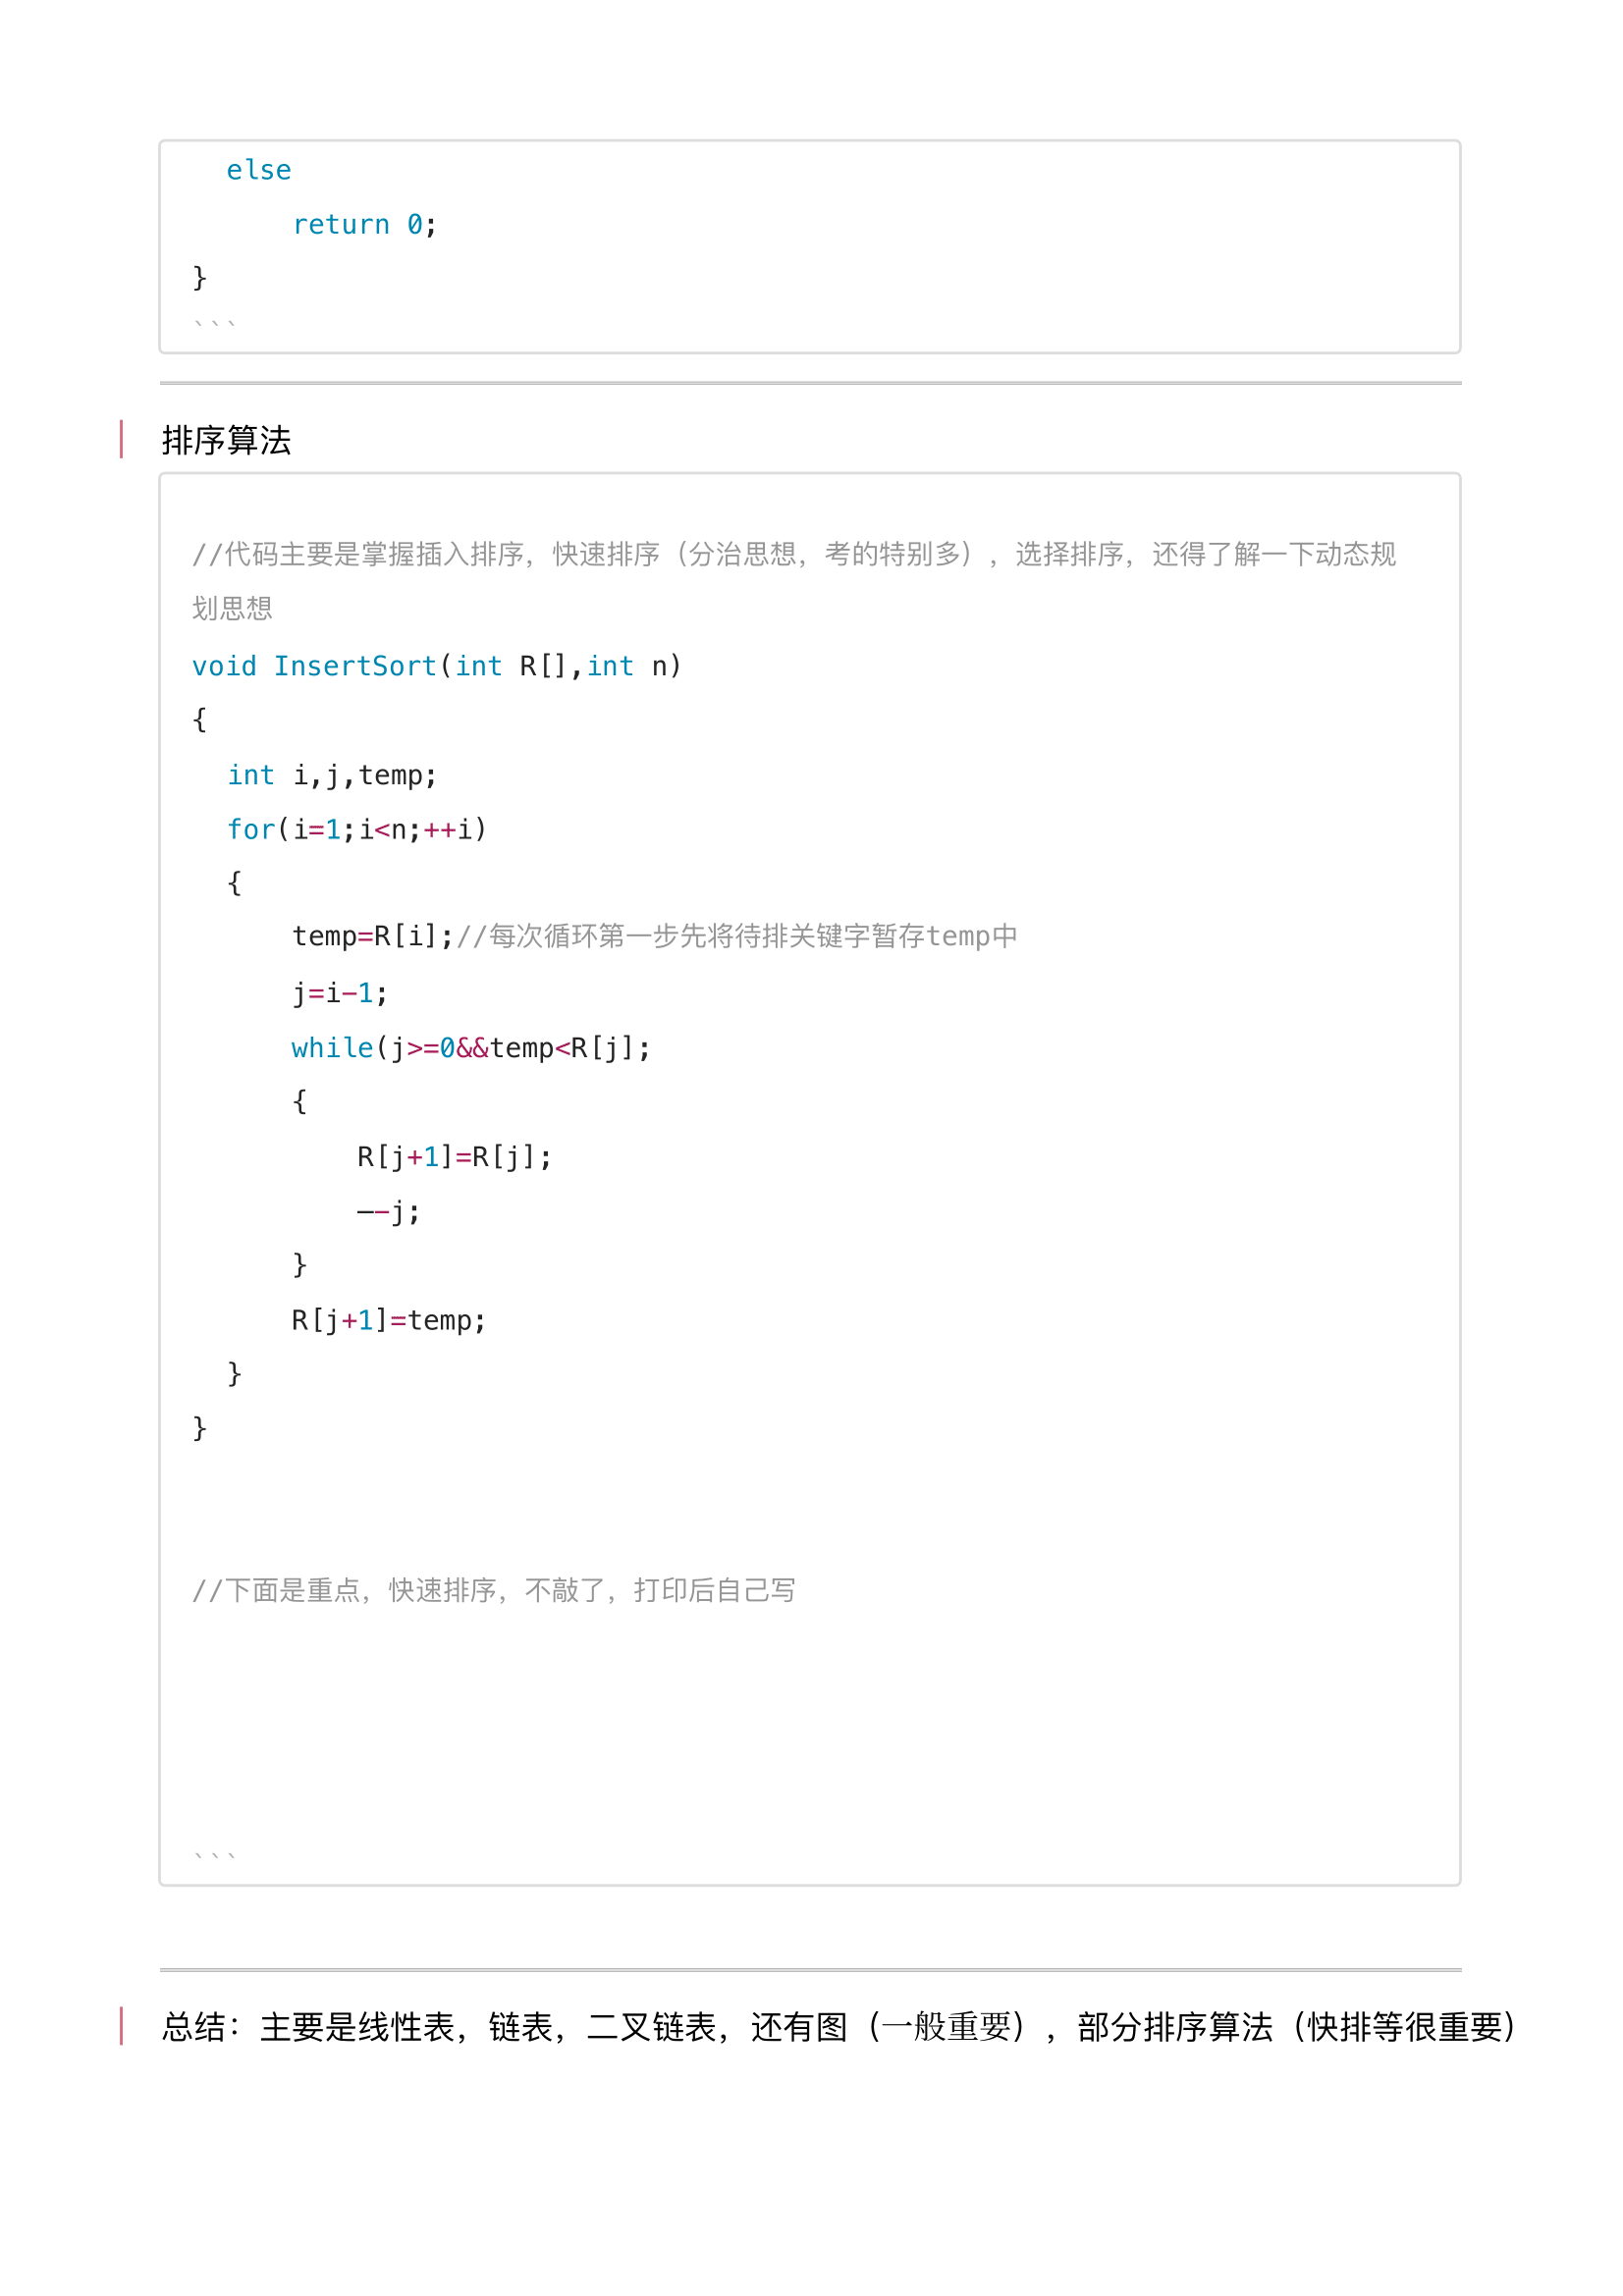 else
return 0;
}
```
排序算法
//代码主要是掌握插入排序，快速排序（分治思想，考的特别多），选择排序，还得了解一下动态规
划思想
void InsertSort(int R[],int n)
{
int i,j,temp;
for(i=1;i<n;++i)
{
temp=R[i];//每次循环第一步先将待排关键字暂存temp中
j=i-1;
while(j>=0&&temp<R[j];
{
R[j+1]=R[j];
—-j;
}
R[j+1]=temp;
}
}
//下面是重点，快速排序，不敲了，打印后自己写
```
总结：主要是线性表，链表，二叉链表，还有图（一般重要），部分排序算法（快排等很重要）